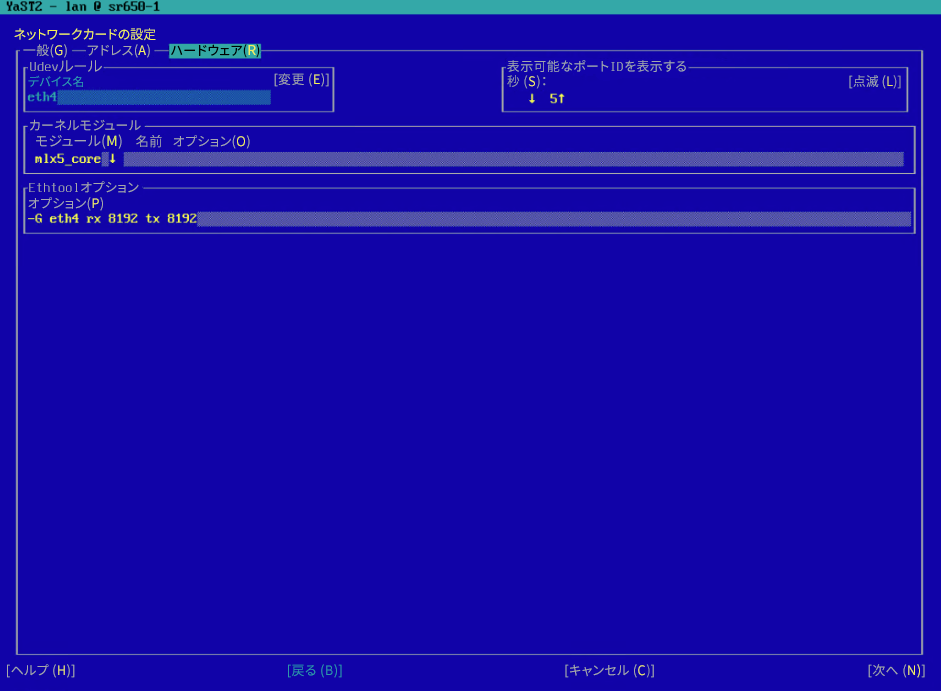 YaST2 - lan @ sr650-1
ネットワークカードの設定
一般(G) アドレス(A) ハードウェア(R)
Udevルール 表示可能なポートIDを表示する
デバイス名 [変更 (E)] 秒 (S): [点滅 (L)]
eth4 ↓ 5↑
カーネルモジュール
モジュール(M) 名前 オプション(O)
mlx5_core ↓
Ethtoolオプション
オプション(P)
-G eth4 rx 8192 tx 8192
[ヘルプ (H)] [戻る (B)] [キャンセル (C)] [次へ (N)]